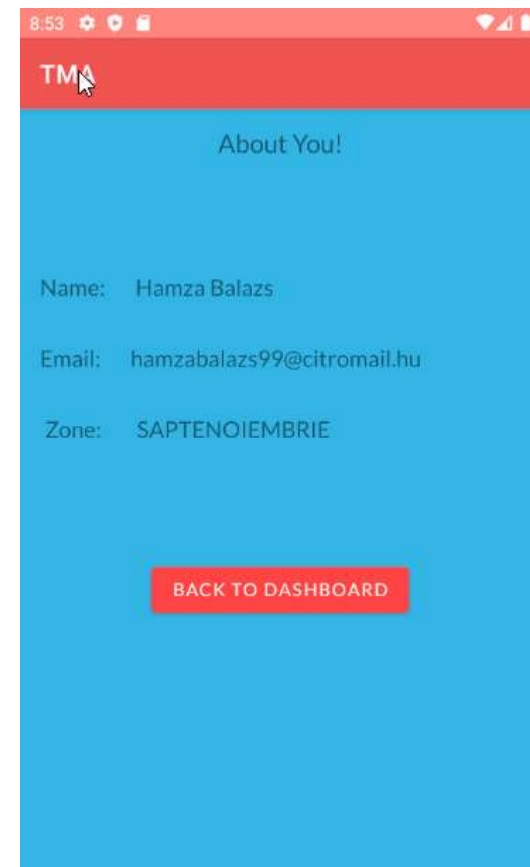 8:53
TMA
About You!
Name: Hamza Balazs
Email: hamzabalazs99@citromail.hu
Zone: SAPTENOIEMBRIE
BACK TO DASHBOARD